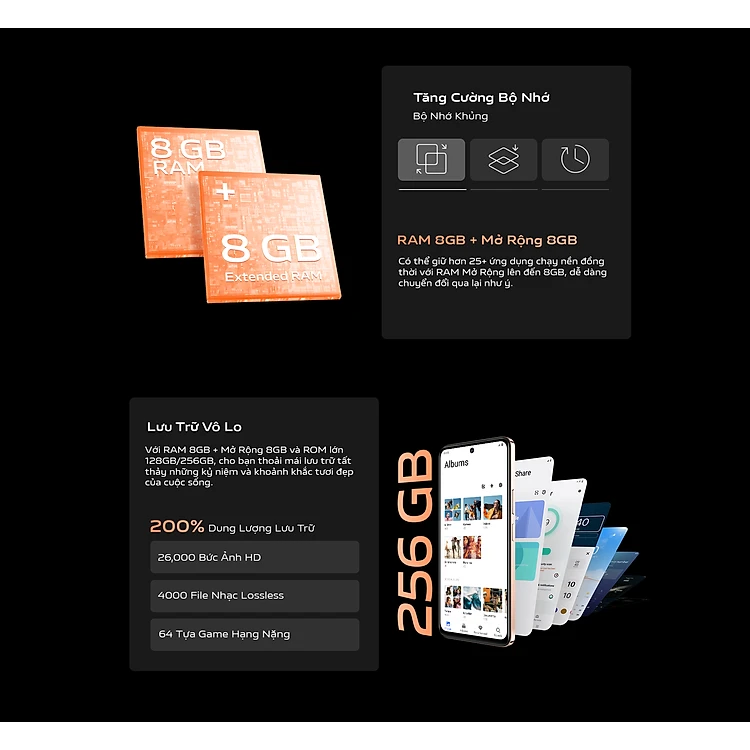 8 GB
RAM
+
8 GB
Extended RAM
Tăng Cường Bộ Nhớ
Bộ Nhớ Khủng
RAM 8GB + Mở Rộng 8GB
Có thể giữ hơn 25+ ứng dụng chạy nền đồng
thời với RAM Mở Rộng lên đến 8GB, dễ dàng
chuyển đổi qua lại như ý.
Lưu Trữ Vô Lo
Với RAM 8GB + Mở Rộng 8GB và ROM lớn
128GB/256GB, cho bạn thoải mái lưu trữ tất
thảy những kỷ niệm và khoảnh khắc tươi đẹp
của cuộc sống.
200% Dung Lượng Lưu Trữ
26,000 Bức Ảnh HD
4000 File Nhạc Lossless
64 Tựa Game Hạng Nặng
256 GB
Albums
Share
40
10
10